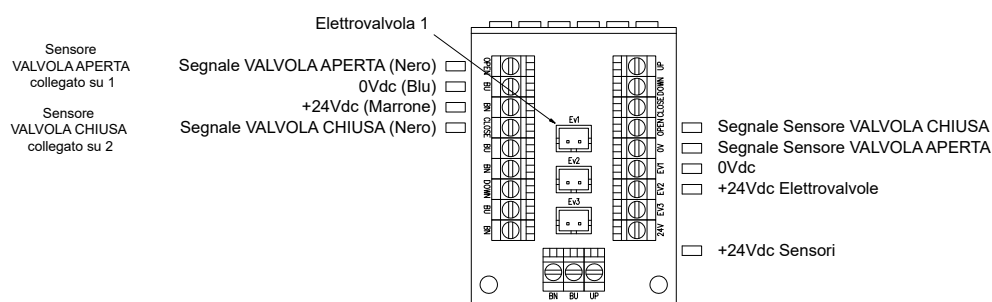 Elettrovalvola 1
Sensore
VALVOLA APERTA
collegato su 1
Sensore
VALVOLA CHIUSA
collegato su 2
Segnale VALVOLA APERTA (Nero)
0Vdc (Blu)
+24Vdc (Marrone)
Segnale VALVOLA CHIUSA (Nero)
OPEN
BU
BN
CLOSE
BU
BN
DOWN
BU
BN
Ev1
Ev2
Ev3
BN BU UP
UP
DOWN
CLOSE
OPEN
0V
EV1
EV2
EV3
24V
Segnale Sensore VALVOLA CHIUSA
Segnale Sensore VALVOLA APERTA
0Vdc
+24Vdc Elettrovalvole
+24Vdc Sensori